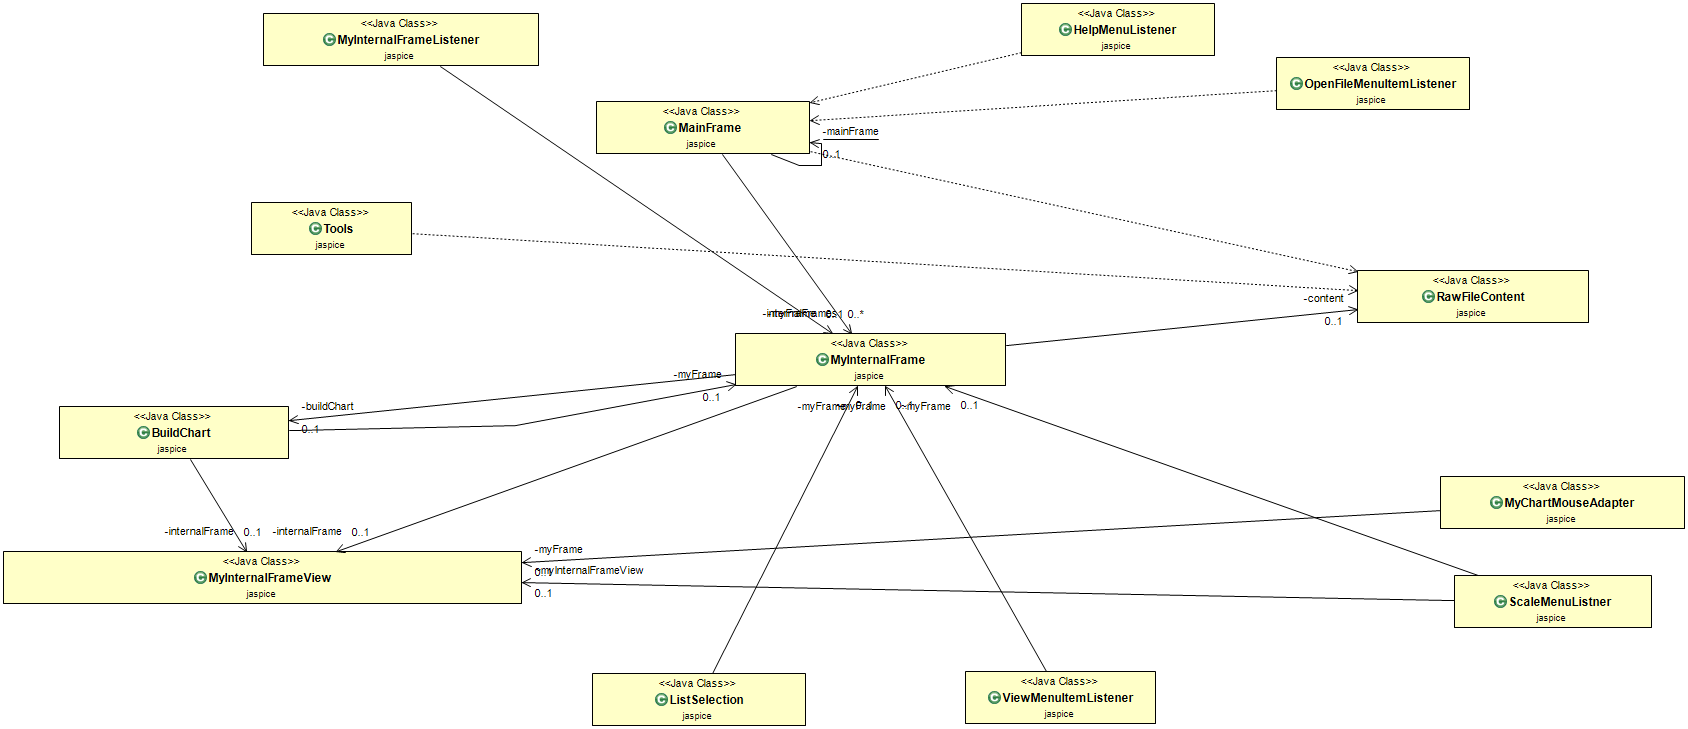 <<Java Class>>
MyInternalFrameListener
jaspice
<<Java Class>>
HelpMenuListener
jaspice
<<Java Class>>
OpenFileMenuItemListener
jaspice
<<Java Class>>
MainFrame
jaspice
-mainFrame
0..1
<<Java Class>>
Tools
jaspice
<<Java Class>>
RawFileContent
jaspice
-content
0..1
-internalFrames
-myFrame
0..1
0..*
<<Java Class>>
MyInternalFrame
jaspice
-myFrame
0..1
-buildChart
0..1
<<Java Class>>
BuildChart
jaspice
-myFrame
0..1
-myFrame
0..1
-myFrame
0..1
-internalFrame
0..1
-internalFrame
0..1
<<Java Class>>
MyInternalFrameView
jaspice
-myFrame
0..1
-myInternalFrameView
0..1
<<Java Class>>
MyChartMouseAdapter
jaspice
<<Java Class>>
ScaleMenuListner
jaspice
<<Java Class>>
ListSelection
jaspice
<<Java Class>>
ViewMenuItemListener
jaspice